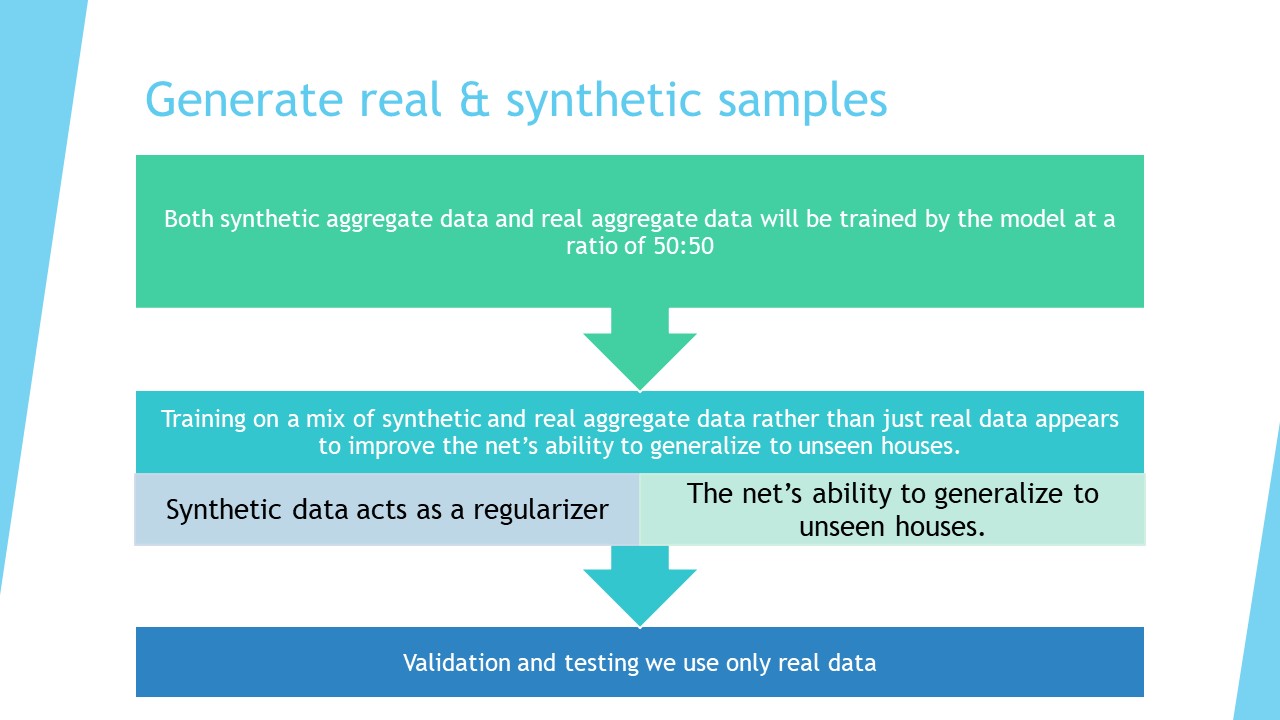 Generate real & synthetic samples
Both synthetic aggregate data and real aggregate data will be trained by the model at a
ratio of 50:50
Training on a mix of synthetic and real aggregate data rather than just real data appears
to improve the net’s ability to generalize to unseen houses.
Synthetic data acts as a regularizer
The net’s ability to generalize to
unseen houses.
Validation and testing we use only real data